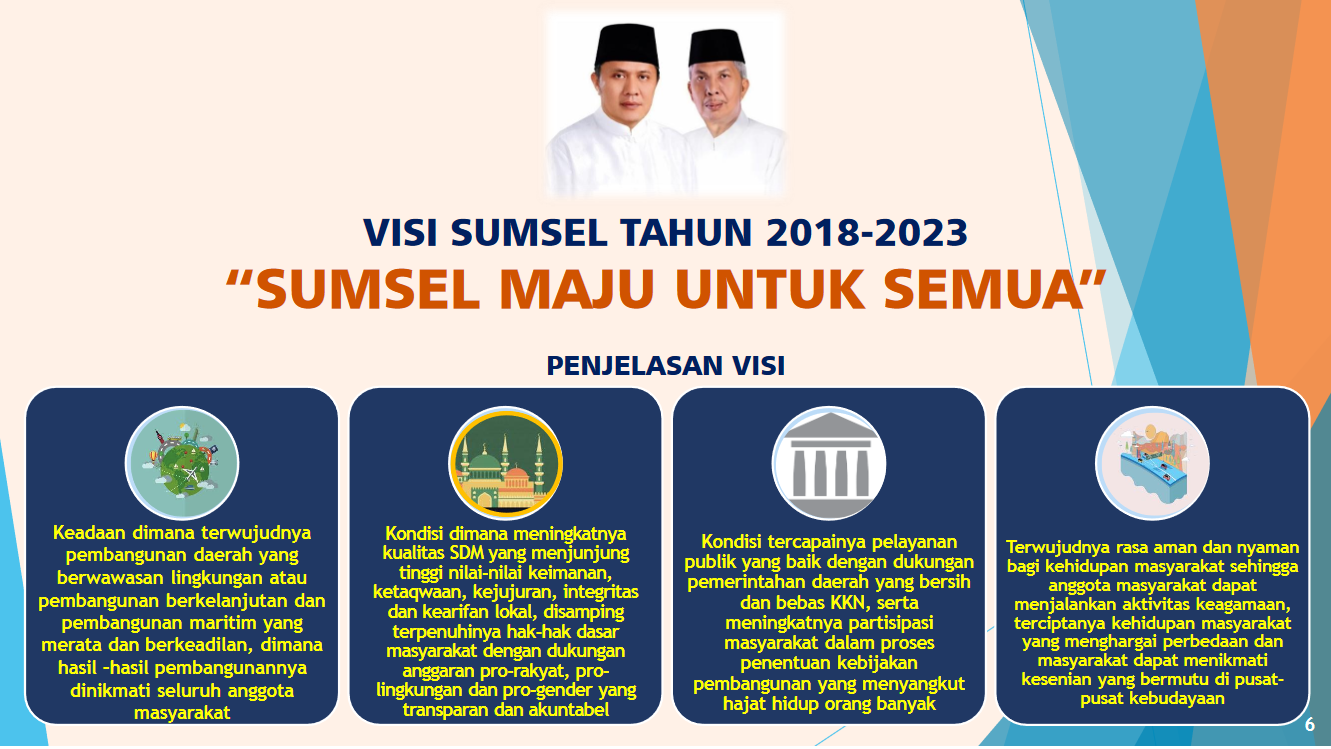 VISI SUMSEL TAHUN 2018-2023
“SUMSEL MAJU UNTUK SEMUA”
PENJELASAN VISI
Keadaan dimana terwujudnya
pembangunan daerah yang
berwawasan lingkungan atau
pembangunan berkelanjutan dan
pembangunan maritim yang
merata dan berkeadilan, dimana
hasil -hasil pembangunannya
dinikmati seluruh anggota
masyarakat
Kondisi dimana meningkatnya
kualitas SDM yang menjunjung
tinggi nilai-nilai keimanan,
ketaqwaan, kejujuran, integritas
dan kearifan lokal, disamping
terpenuhinya hak-hak dasar
masyarakat dengan dukungan
anggaran pro-rakyat, pro-
lingkungan dan pro-gender yang
transparan dan akuntabel
Kondisi tercapainya pelayanan
publik yang baik dengan dukungan
pemerintahan daerah yang bersih
dan bebas KKN, serta
meningkatnya partisipasi
masyarakat dalam proses
penentuan kebijakan
pembangunan yang menyangkut
hajat hidup orang banyak
Terwujudnya rasa aman dan nyaman
bagi kehidupan masyarakat sehingga
anggota masyarakat dapat
menjalankan aktivitas keagamaan,
terciptanya kehidupan masyarakat
yang menghargai perbedaan dan
masyarakat dapat menikmati
kesenian yang bermutu di pusat-
pusat kebudayaan
6